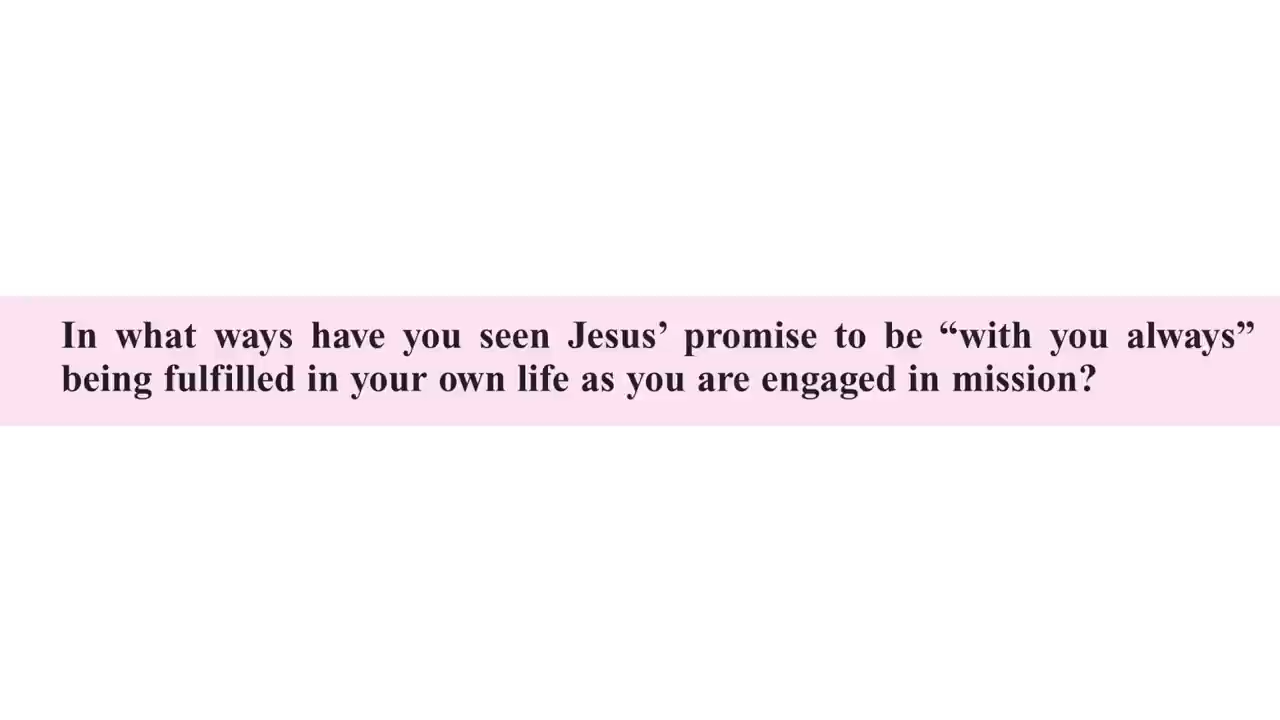 In what ways have you seen Jesus’ promise to be “with you always”
being fulfilled in your own life as you are engaged in mission?